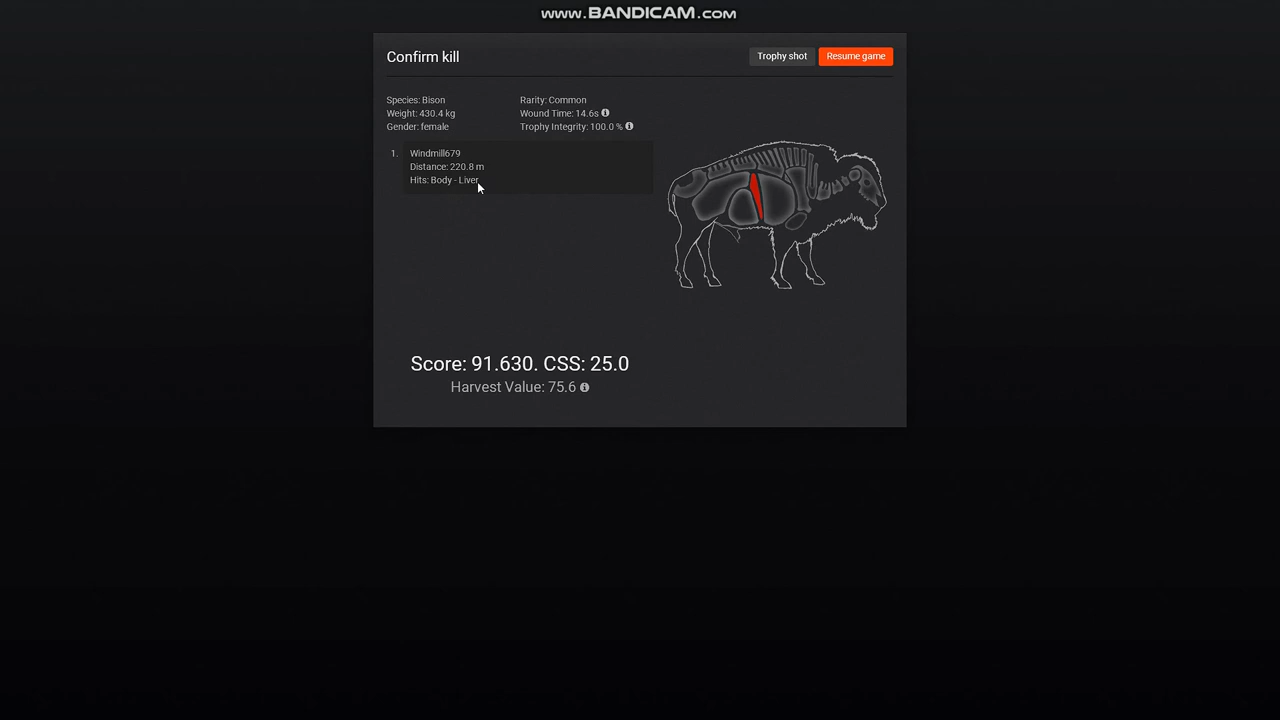 www.BANDICAM.com
Confirm kill
Trophy shot
Resume game
Species: Bison
Weight: 430.4 kg
Gender: female
Rarity: Common
Wound Time: 14.6s
Trophy Integrity: 100.0 %
1. Windmill679
Distance: 220.8 m
Hits: Body - Liver
Score: 91.630. CSS: 25.0
Harvest Value: 75.6